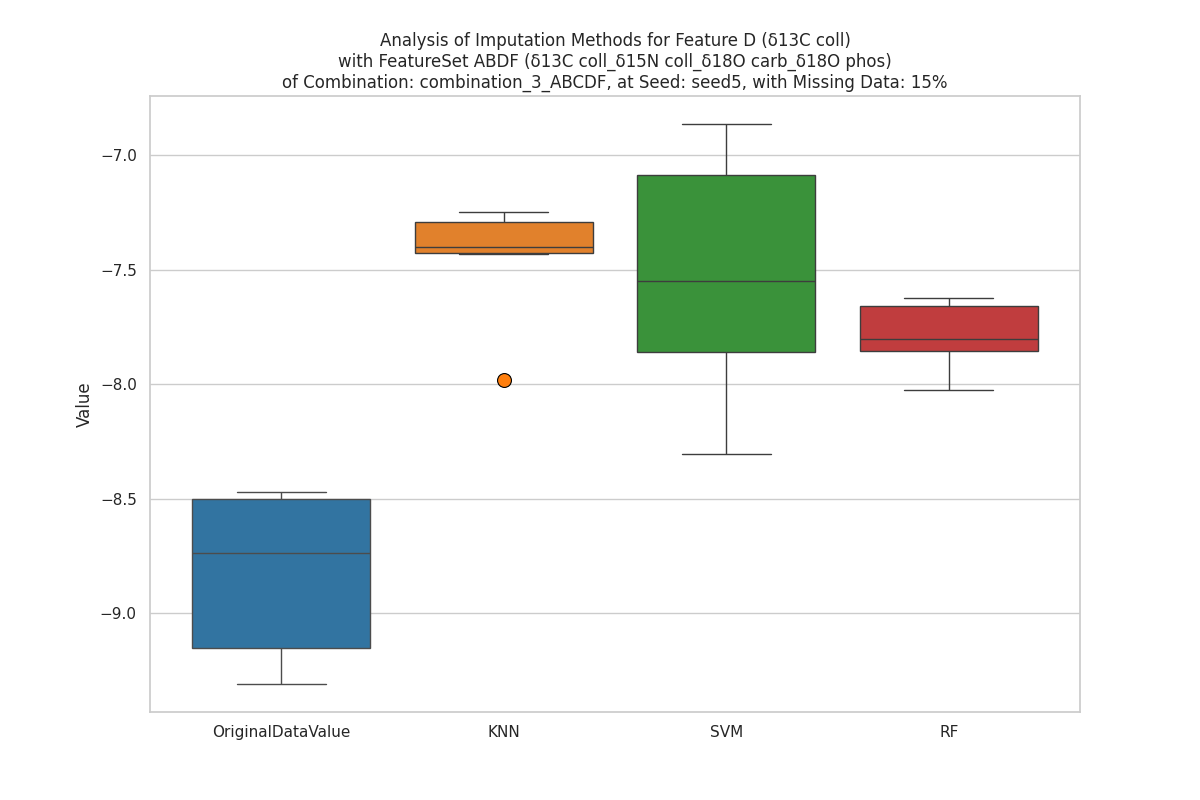 Analysis of Imputation Methods for Feature D (δ13C coll)
with FeatureSet ABDF (δ13C coll_δ15N coll_δ18O carb_δ18O phos)
of Combination: combination_3_ABCDF, at Seed: seed5, with Missing Data: 15%
−7.0
−7.5
−8.0
−8.5
−9.0
Value
OriginalDataValue KNN SVM RF